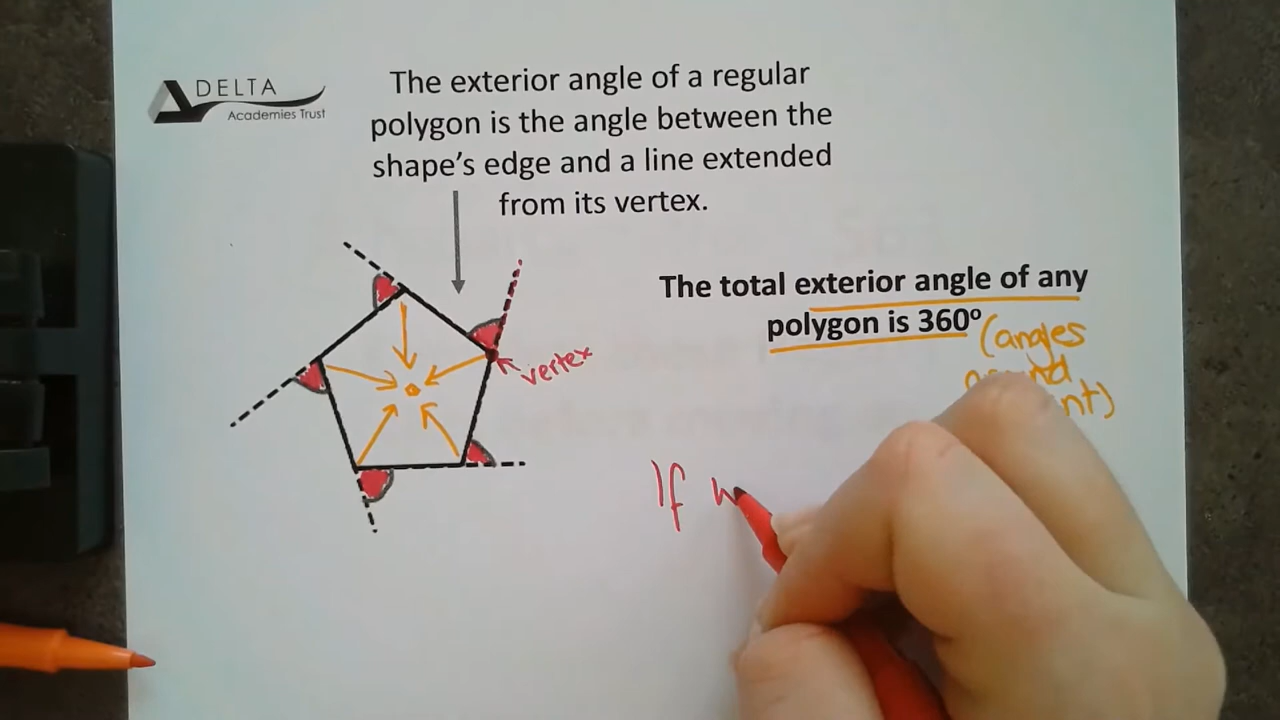 DELTA
Academies Trust
The exterior angle of a regular
polygon is the angle between the
shape's edge and a line extended
from its vertex.
The total exterior angle of any
polygon is 360º
(angles
vertex
If